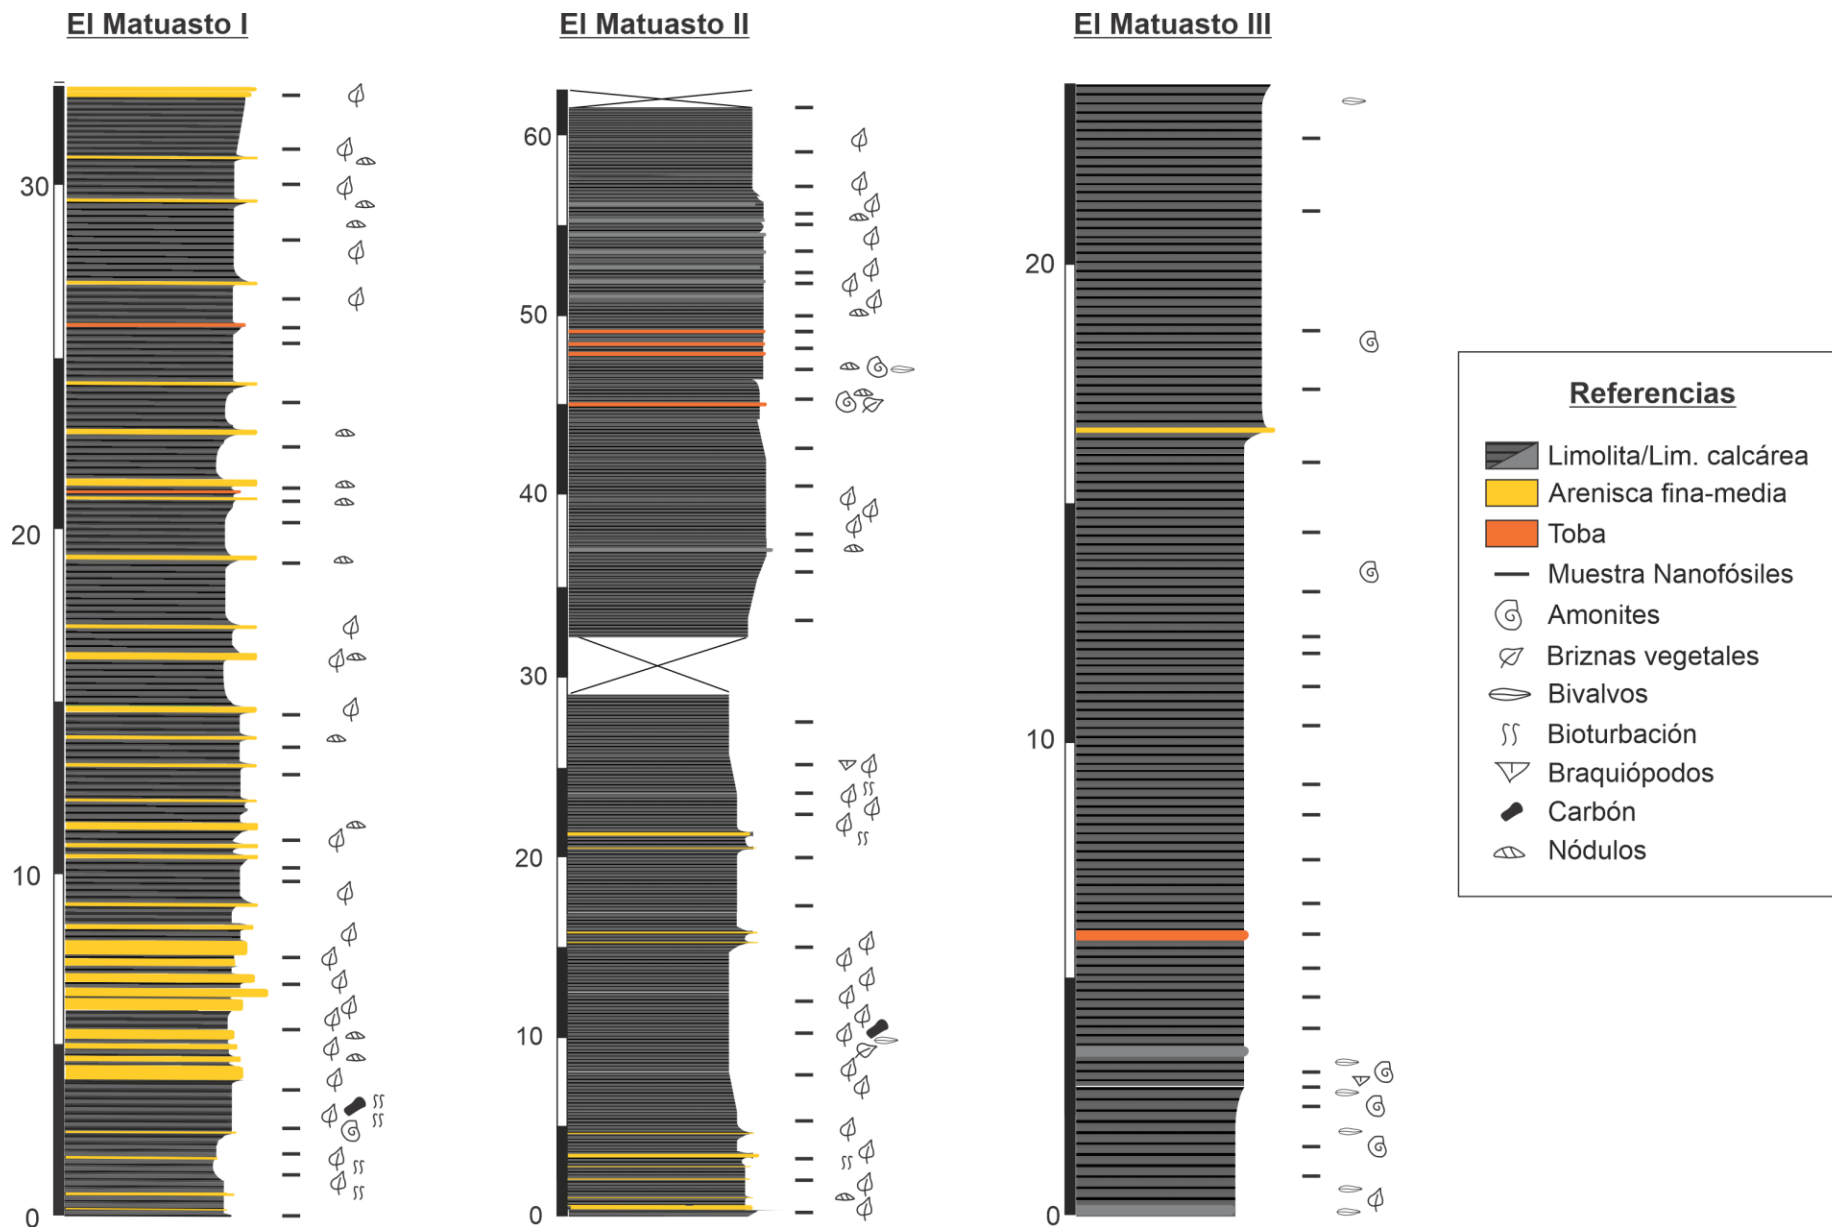 El Matuasto I
El Matuasto II
El Matuasto III
30
20
10
0
60
50
40
30
20
10
0
20
10
0
Referencias
Limolita/Lim. calcárea
Arenisca fina-media
Toba
Muestra Nanofósiles
Amonites
Briznas vegetales
Bivalvos
Bioturbación
Braquiópodos
Carbón
Nódulos